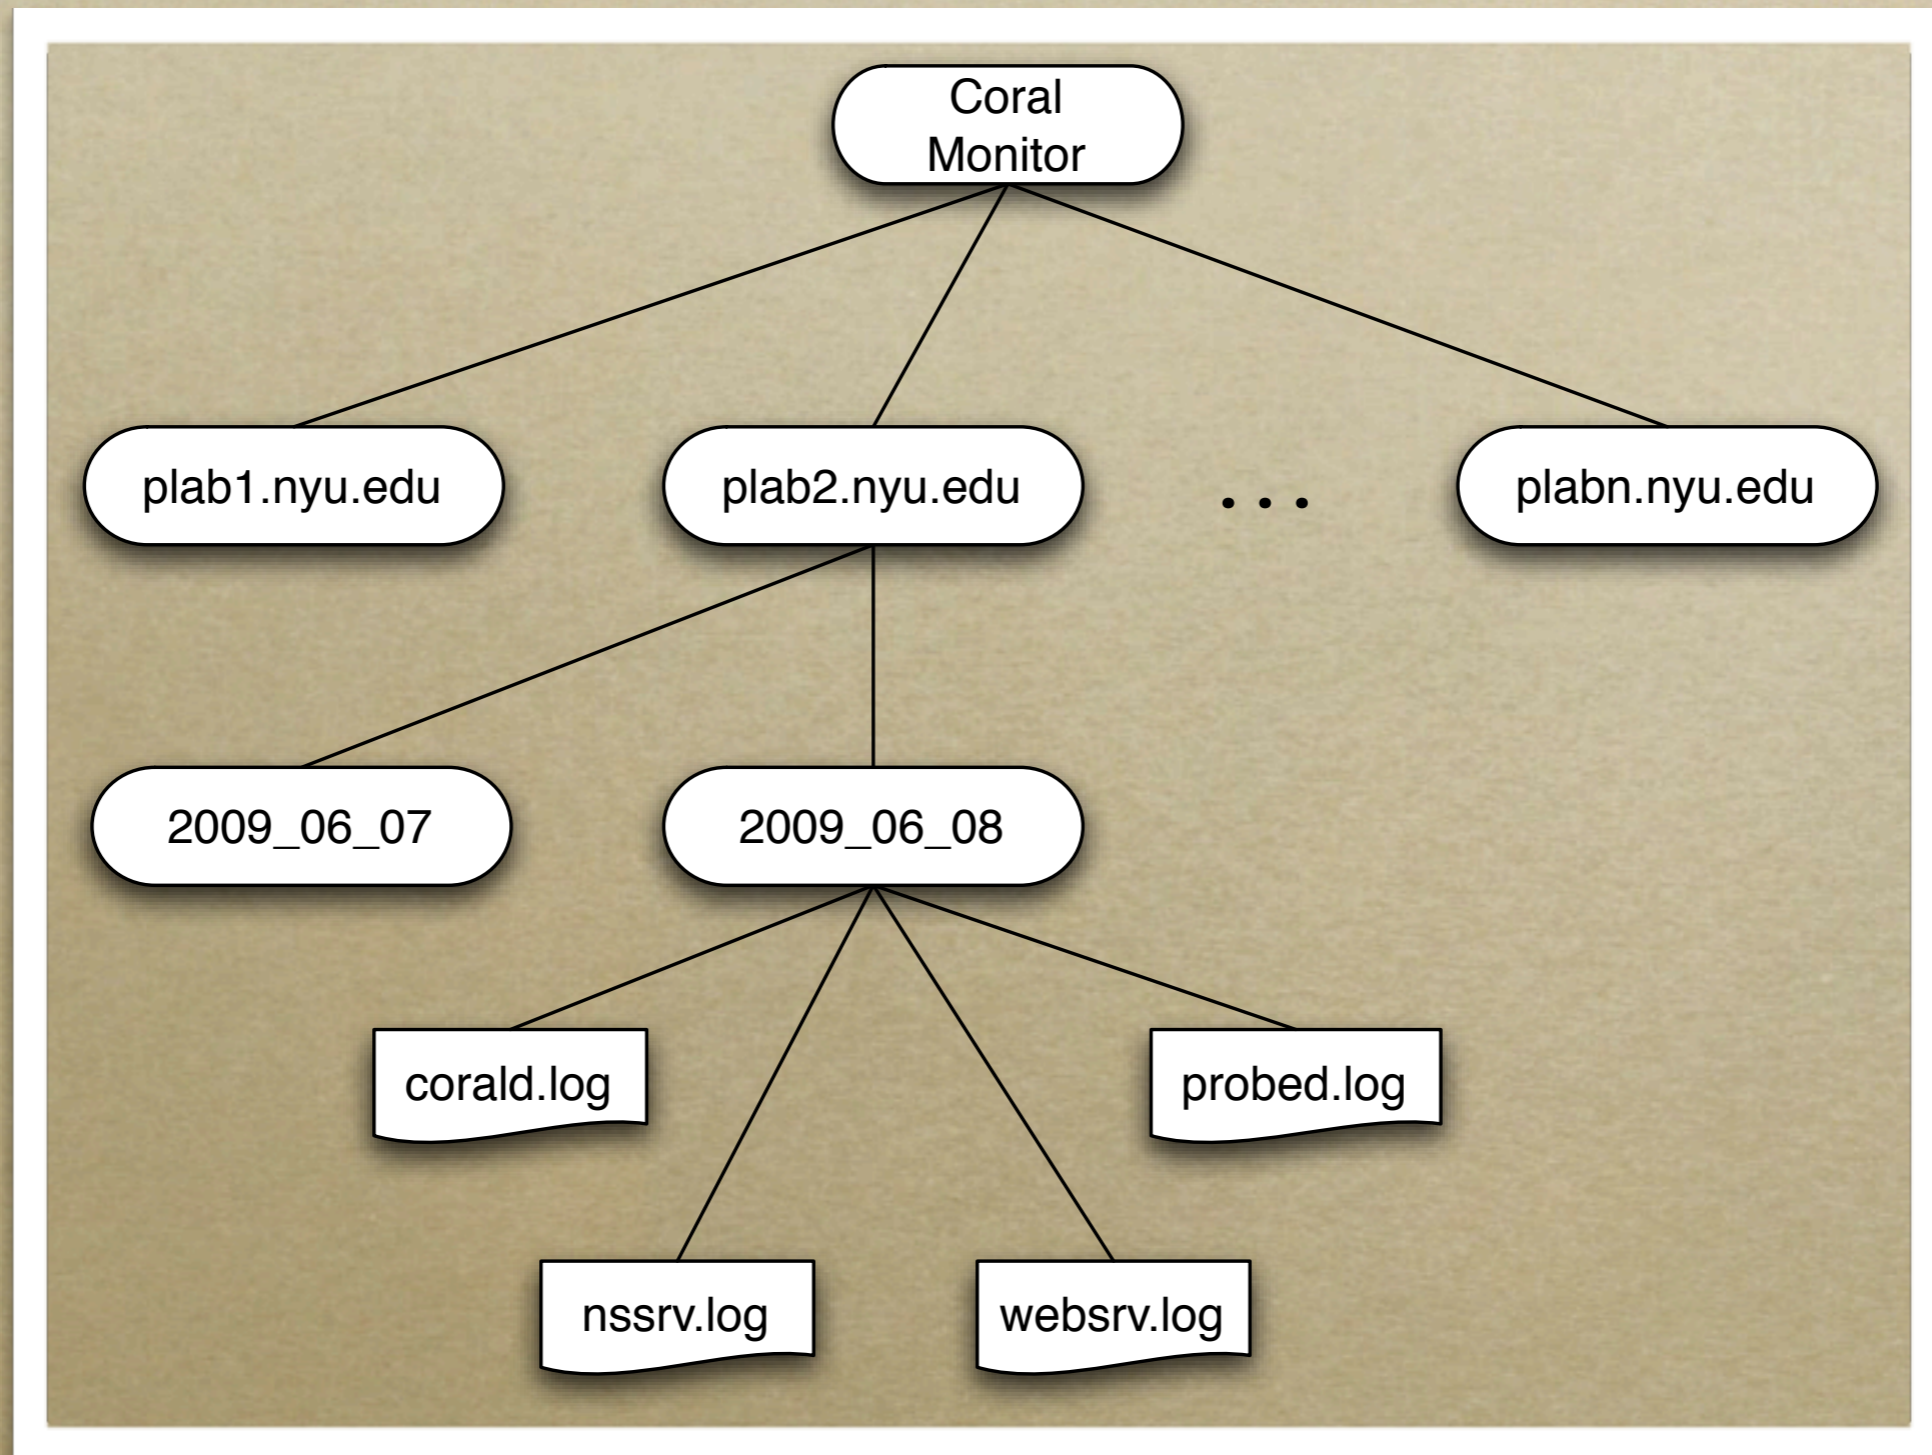 Coral
Monitor
plab1.nyu.edu
plab2.nyu.edu
...
plabn.nyu.edu
2009_06_07
2009_06_08
corald.log
probed.log
nssrv.log
websrv.log